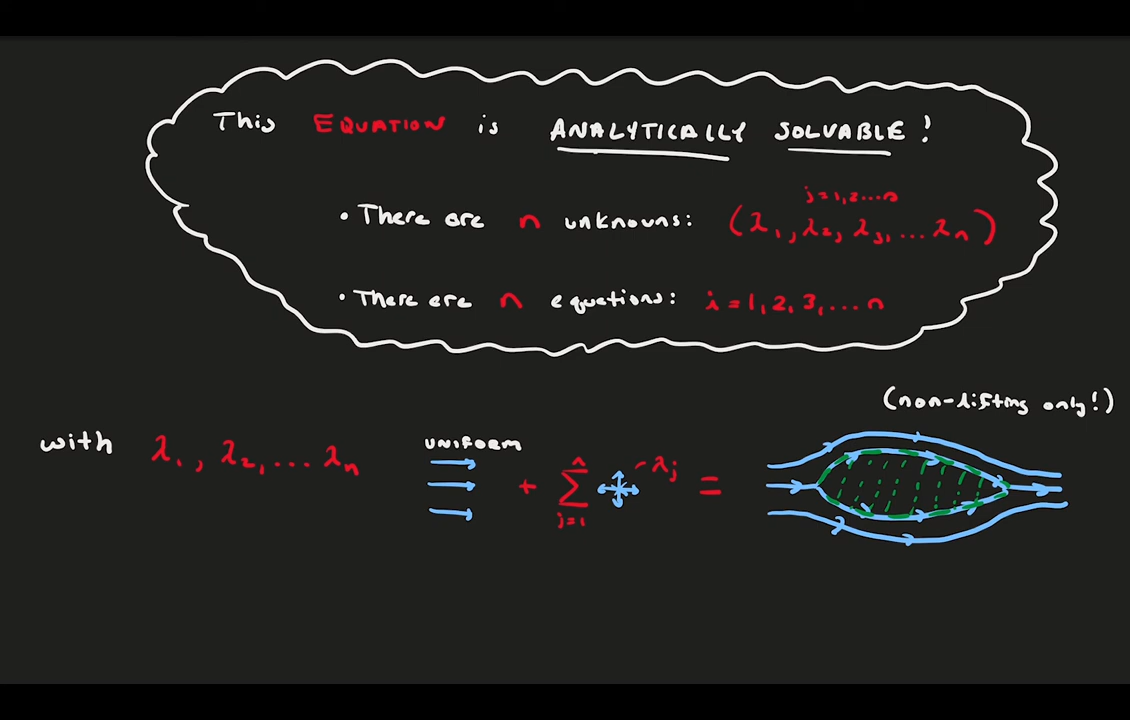 This EQUATION is ANALYTICALLY SOLVABLE!
j=1,2...n
• There are n unknowns: (λ₁, λ₂, λ₃, ... λₙ)
• There are n equations: i = 1, 2, 3, ... n
(non-lifting only!)
with λ₁, λ₂, ... λₙ
UNIFORM
+ n Σ j=1 -λⱼ =